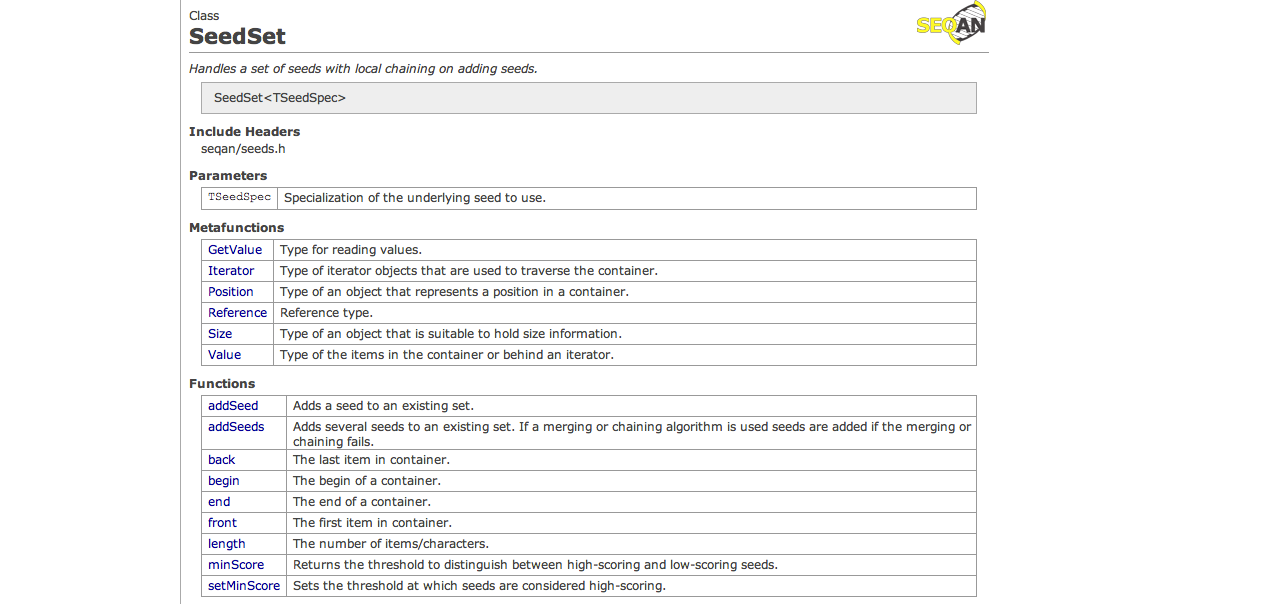 Class
SeedSet
SEQAN
Handles a set of seeds with local chaining on adding seeds.
SeedSet<TSeedSpec>
Include Headers
seqan/seeds.h
Parameters
TSeedSpec Specialization of the underlying seed to use.
Metafunctions
GetValue Type for reading values.
Iterator Type of iterator objects that are used to traverse the container.
Position Type of an object that represents a position in a container.
Reference Reference type.
Size Type of an object that is suitable to hold size information.
Value Type of the items in the container or behind an iterator.
Functions
addSeed Adds a seed to an existing set.
addSeeds Adds several seeds to an existing set. If a merging or chaining algorithm is used seeds are added if the merging or
chaining fails.
back The last item in container.
begin The begin of a container.
end The end of a container.
front The first item in container.
length The number of items/characters.
minScore Returns the threshold to distinguish between high-scoring and low-scoring seeds.
setMinScore Sets the threshold at which seeds are considered high-scoring.